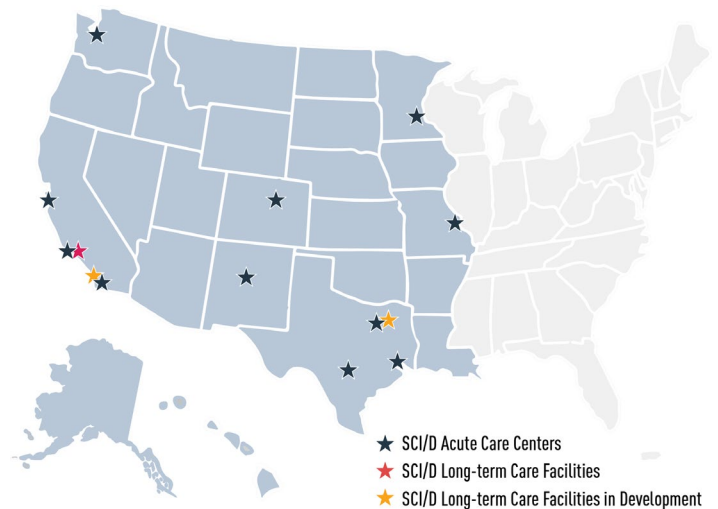 SCI/D Acute Care Centers
SCI/D Long-term Care Facilities
SCI/D Long-term Care Facilities in Development